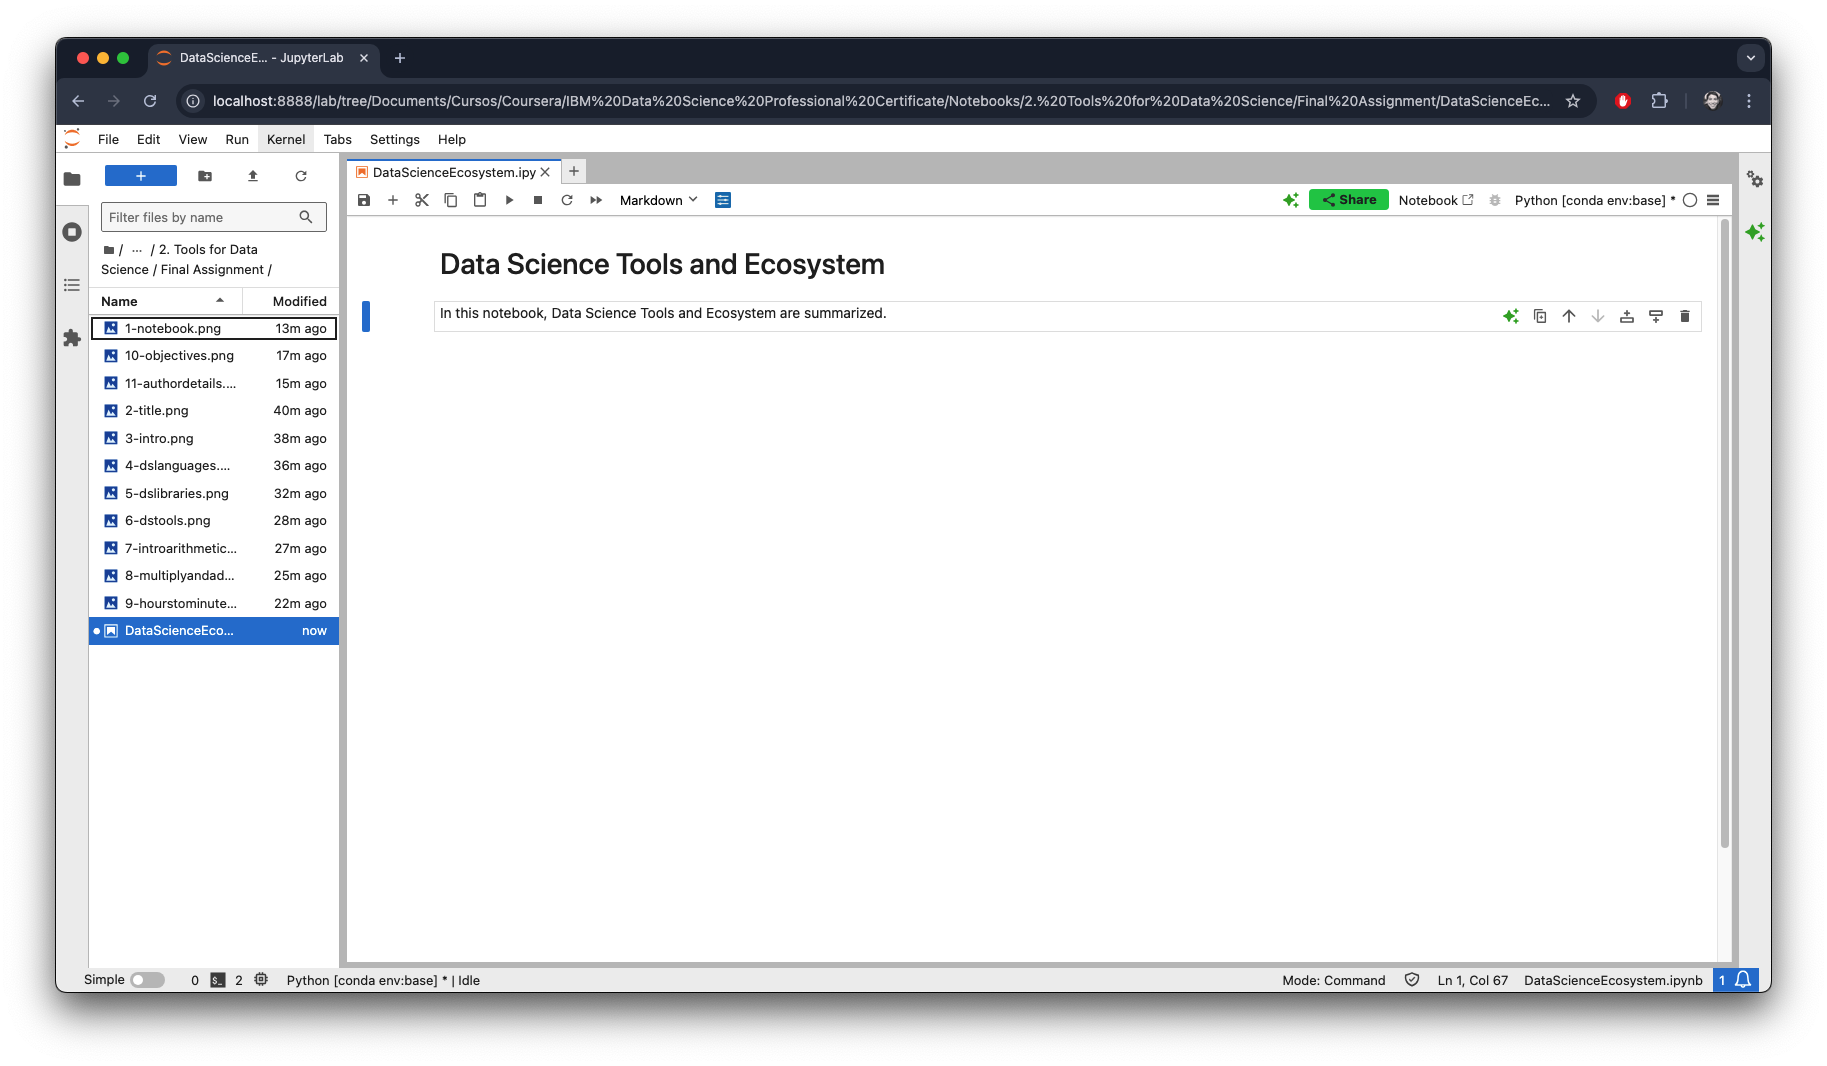 DataScienceE... - JupyterLab
localhost:8888/lab/tree/Documents/Cursos/Coursera/IBM%20Data%20Science%20Professional%20Certificate/Notebooks/2.%20Tools%20for%20Data%20Science/Final%20Assignment/DataScienceEc...
File Edit View Run Kernel Tabs Settings Help
DataScienceEcosystem.ipy
Markdown
Share
Notebook
Python [conda env:base] *
Filter files by name
/ ... / 2. Tools for Data
Science / Final Assignment /
Name Modified
1-notebook.png 13m ago
10-objectives.png 17m ago
11-authordetails.... 15m ago
2-title.png 40m ago
3-intro.png 38m ago
4-dslanguages.... 36m ago
5-dslibraries.png 32m ago
6-dstools.png 28m ago
7-introarithmetic... 27m ago
8-multiplyandad... 25m ago
9-hourstominute... 22m ago
DataScienceEco... now
Data Science Tools and Ecosystem
In this notebook, Data Science Tools and Ecosystem are summarized.
Simple 0 $_ 2 Python [conda env:base] * | Idle Mode: Command Ln 1, Col 67 DataScienceEcosystem.ipynb 1